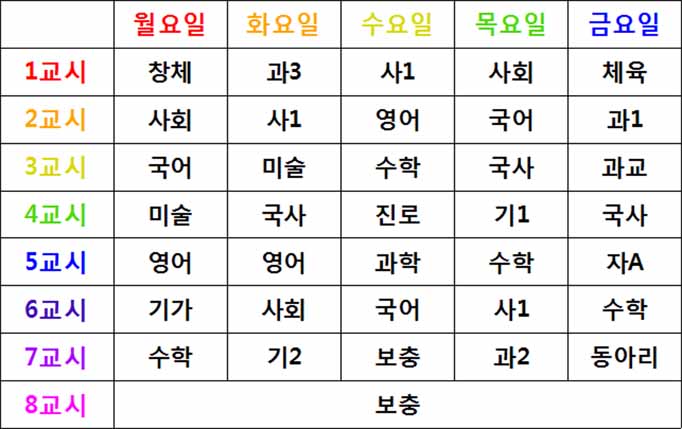 월요일 화요일 수요일 목요일 금요일
1교시 창체 과3 사1 사회 체육
2교시 사회 사1 영어 국어 과1
3교시 국어 미술 수학 국사 과교
4교시 미술 국사 진로 기1 국사
5교시 영어 영어 과학 수학 자A
6교시 기가 사회 국어 사1 수학
7교시 수학 기2 보충 과2 동아리
8교시 보충